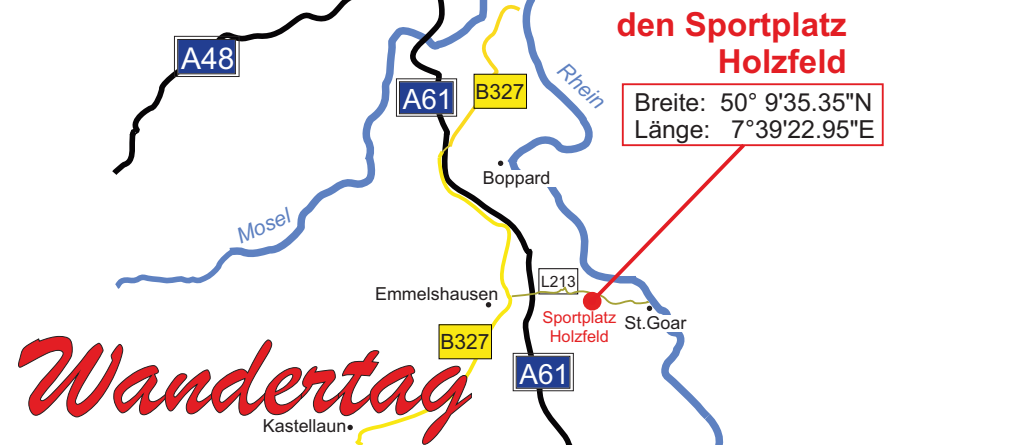 den Sportplatz
Holzfeld
A48
A61
B327
Rhein
Breite: 50° 9'35.35"N
Länge: 7°39'22.95"E
Boppard
Mosel
L213
Emmelshausen
Sportplatz
Holzfeld
St.Goar
B327
A61
Wandertag
Kastellaun